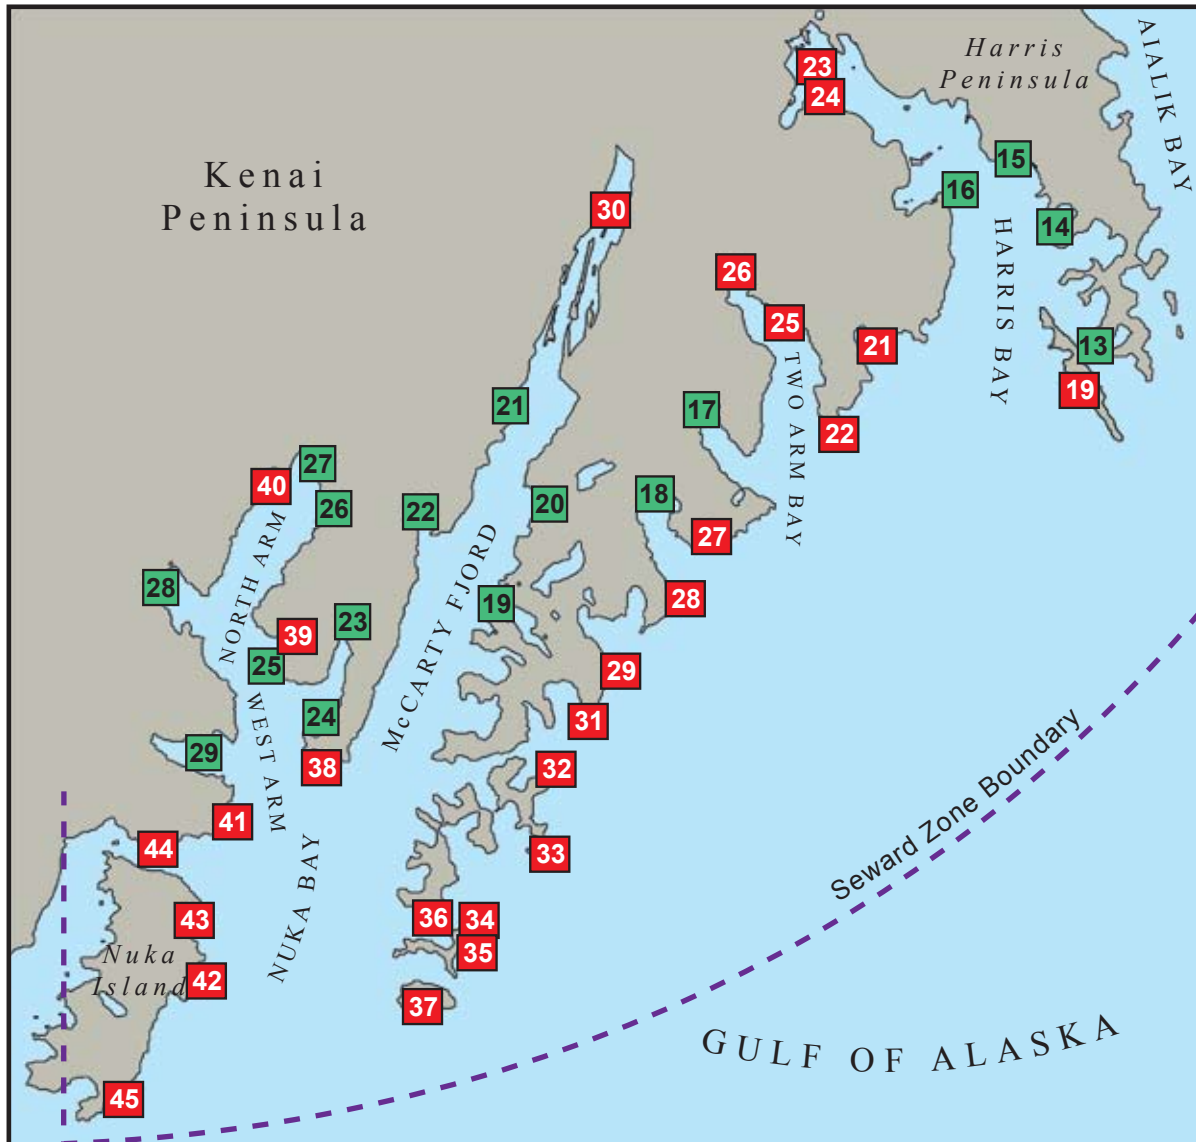 Harris
Peninsula
AIALIK BAY
23
24
Kenai
Peninsula
15
16
30
14
HARRIS BAY
26
25
21
13
19
TWO ARM BAY
21
17
22
27
40
26
22
20
18
27
NORTH ARM
McCARTY FJORD
28
19
28
23
39
25
29
WEST ARM
24
31
29
38
32
Seward Zone Boundary
41
44
33
NUKA BAY
43
36
34
Nuka
Island
35
42
37
GULF OF ALASKA
45